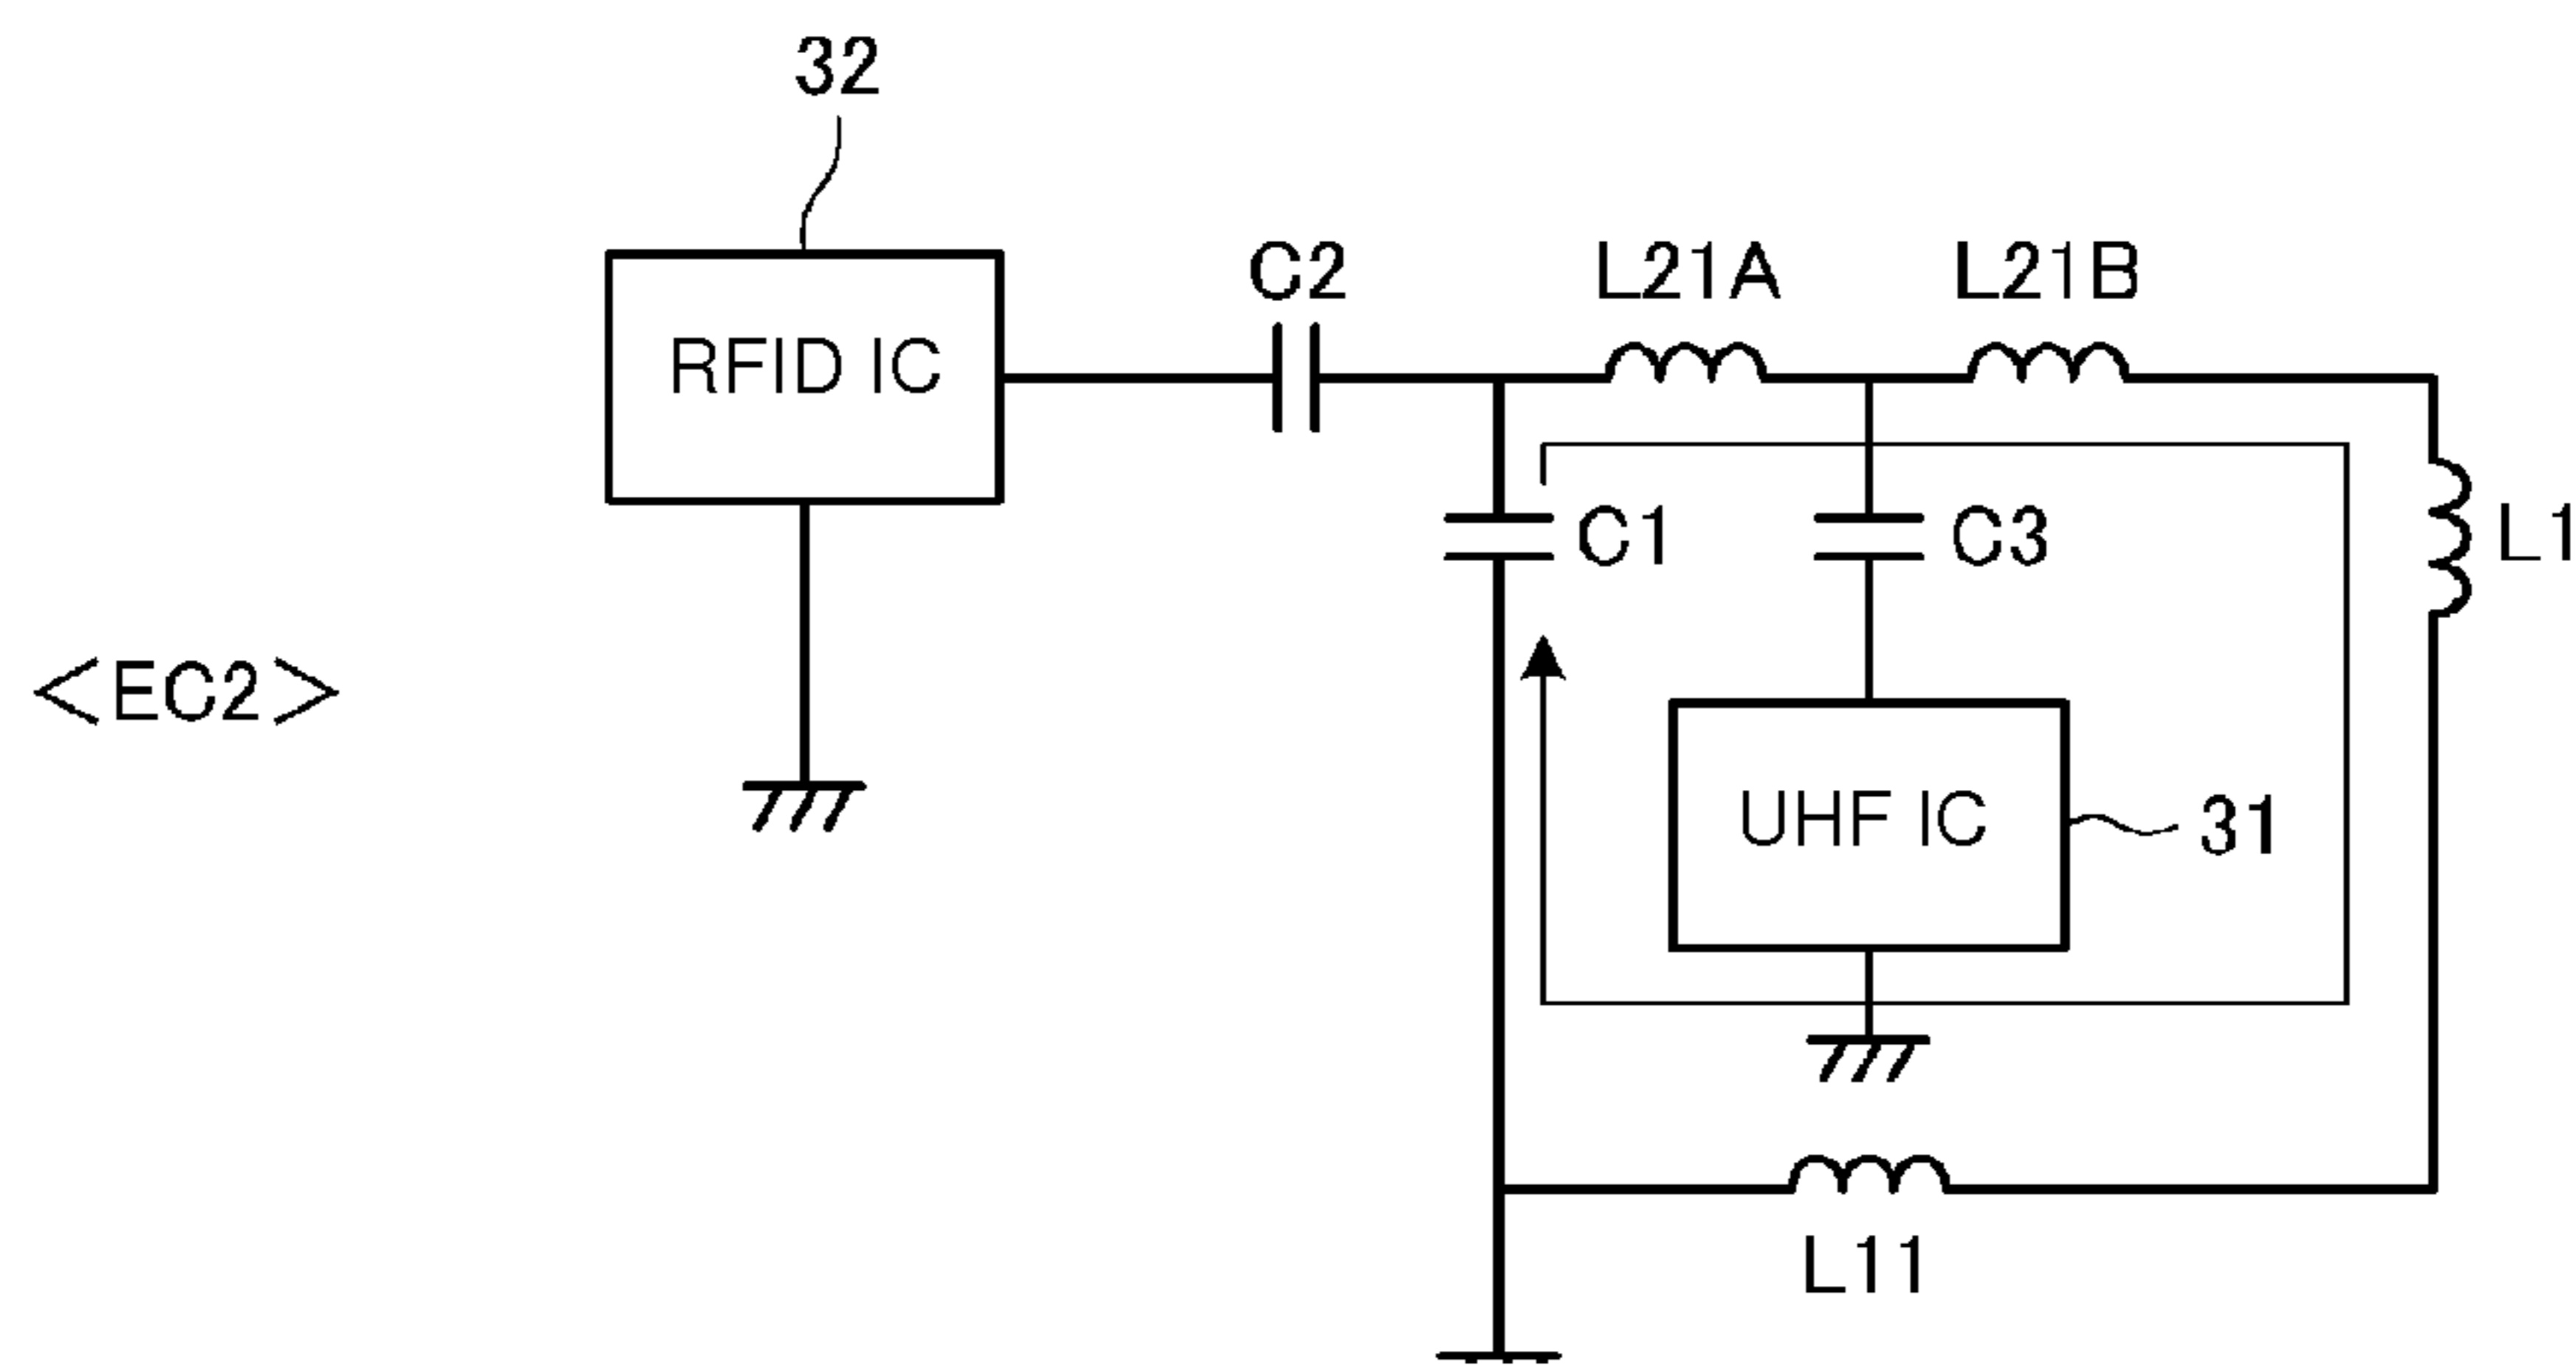 32
C2
L21A
L21B
RFID IC
C1
C3
L1
<EC2>
UHF IC
31
L11